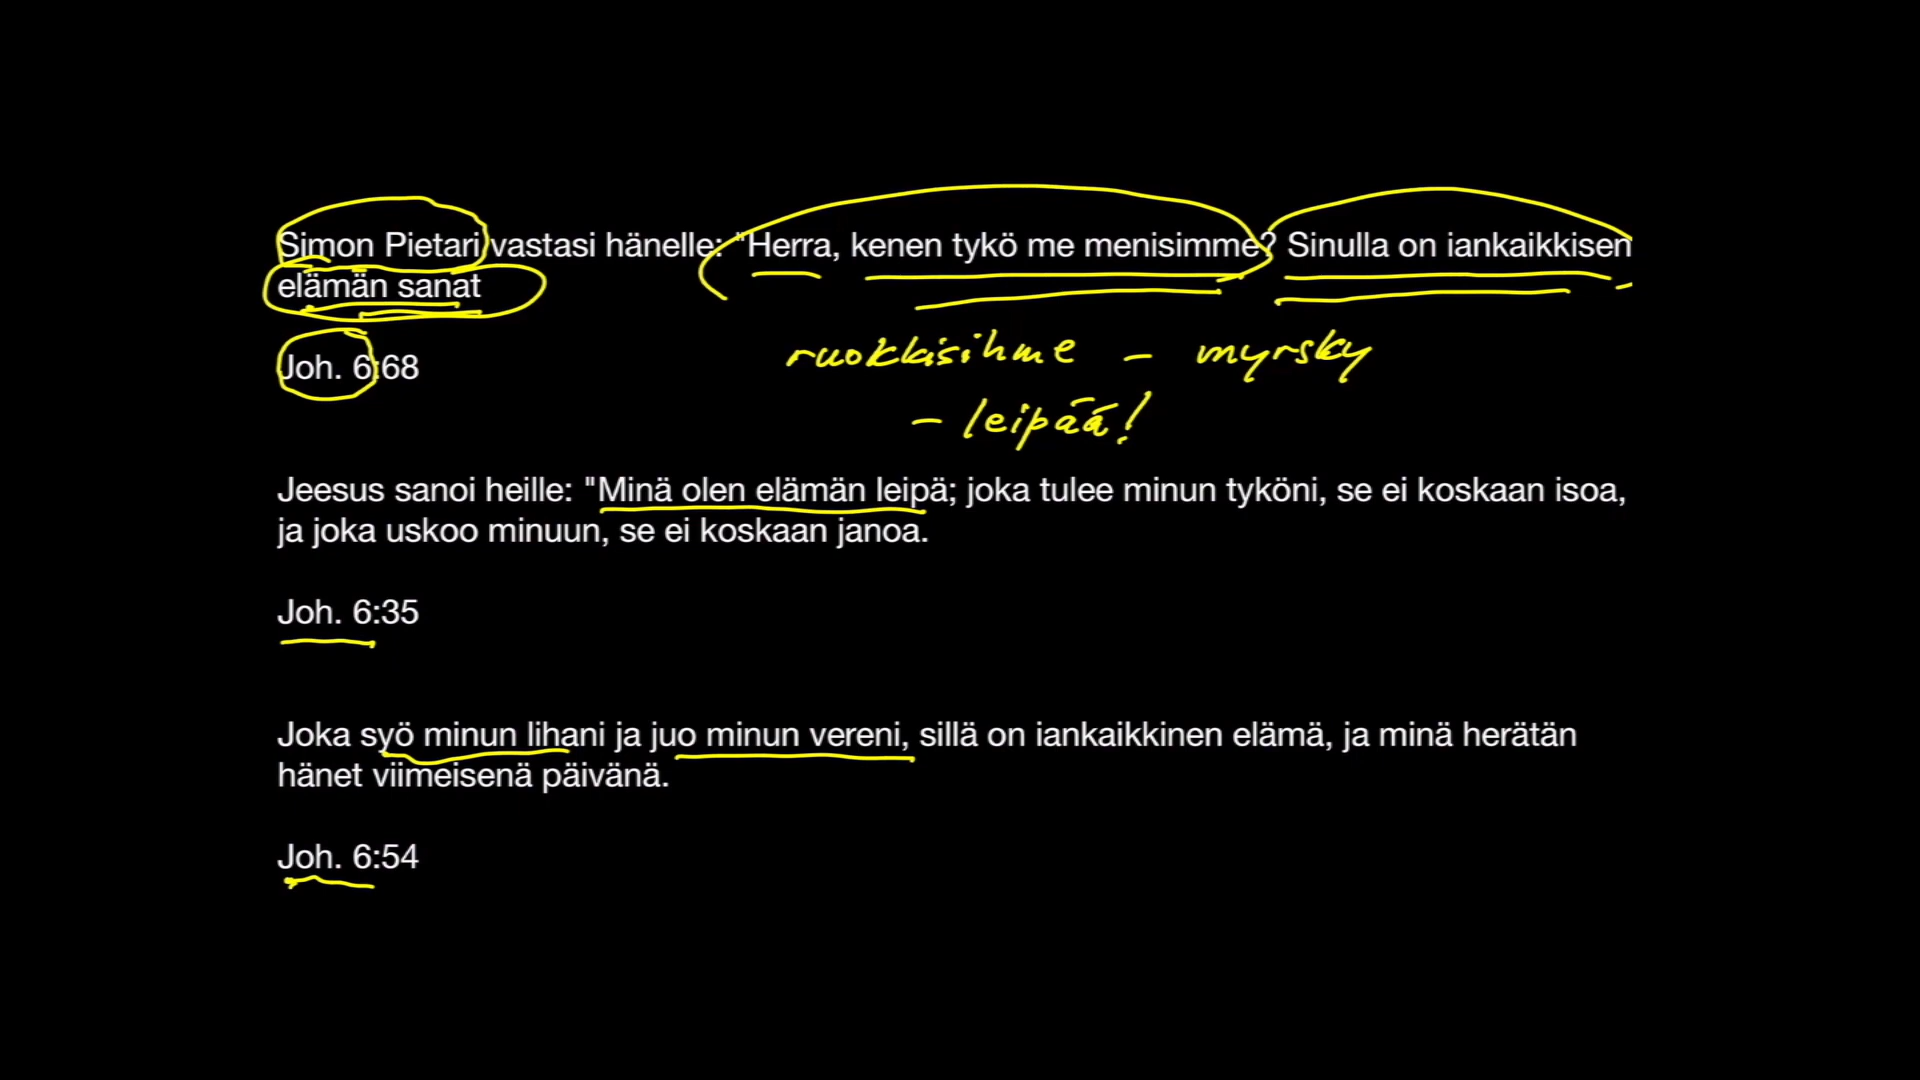 Simon Pietari vastasi hänelle: "Herra, kenen tykö me menisimme? Sinulla on iankaikkisen
elämän sanat
Joh. 6:68
ruokkisihme - myrsky
- leipää!
Jeesus sanoi heille: "Minä olen elämän leipä; joka tulee minun tyköni, se ei koskaan isoa,
ja joka uskoo minuun, se ei koskaan janoa.
Joh. 6:35
Joka syö minun lihani ja juo minun vereni, sillä on iankaikkinen elämä, ja minä herätän
hänet viimeisenä päivänä.
Joh. 6:54